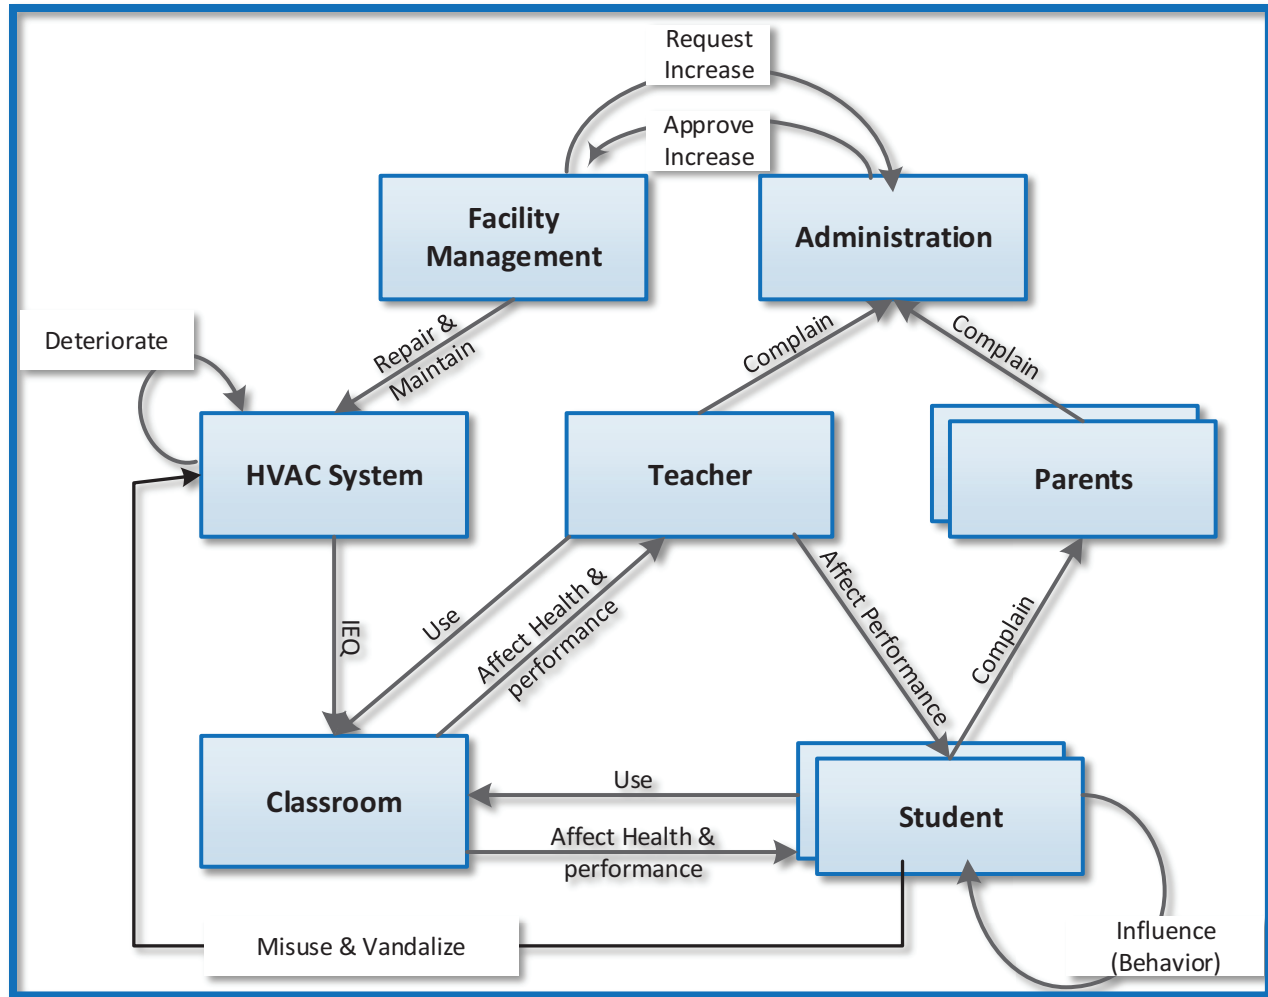 Request
Increase
Approve
Increase
Facility
Management
Administration
Deteriorate
Repair &
Maintain
Complain
Complain
HVAC System
Teacher
Parents
IEQ
Use
Affect Health &
performance
Affect Performance
Complain
Classroom
Use
Affect Health &
performance
Student
Misuse & Vandalize
Influence
(Behavior)